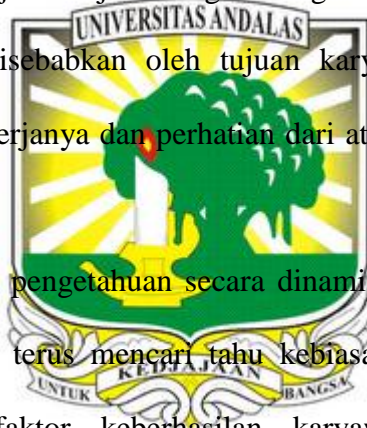 UNIVERSITAS ANDALAS
isebabkan oleh tujuan kary
erjanya dan perhatian dari at
pengetahuan secara dinami
terus mencari tahu kebiasa
UNTUK KEDJAJAAN BANGSA
faktor keberhasilan karya